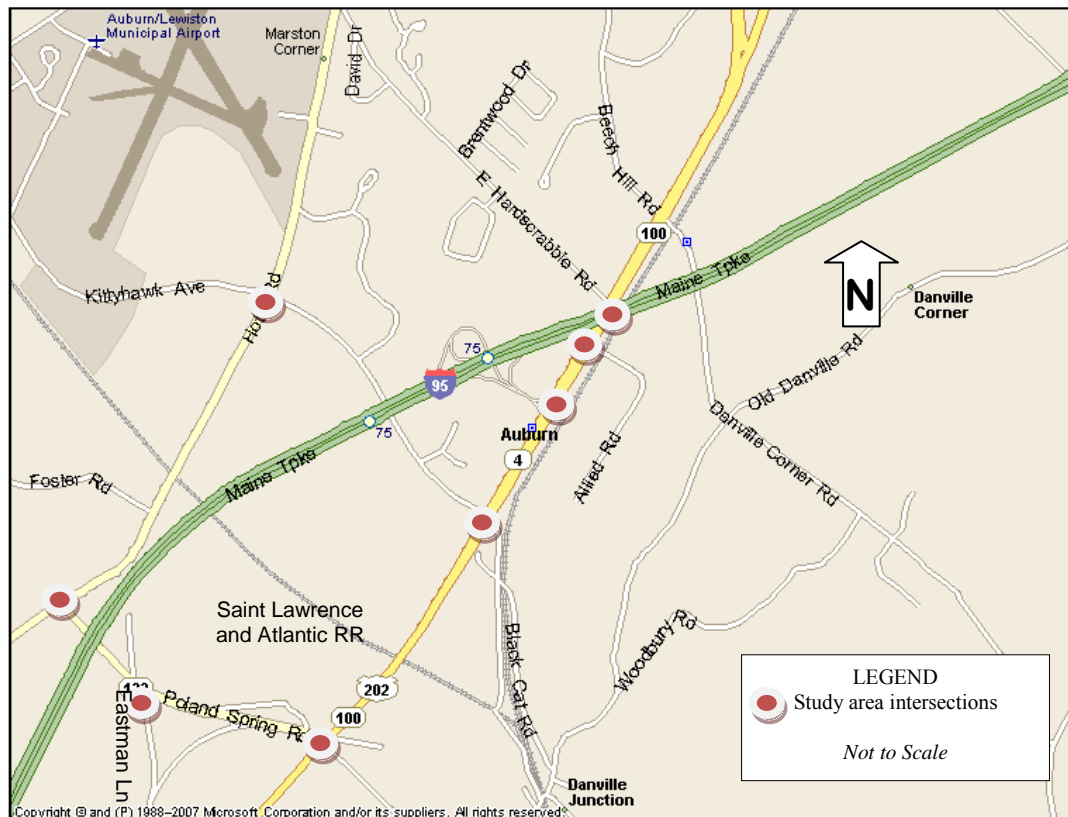 Auburn/Lewiston
Municipal Airport
Marston
Corner
David Dr
Brentwood Dr
Beech Hill Rd
E Hardscrabble Rd
100
Maine Tpke
Kittyhawk Ave
Rd
N
Danville
Corner
75
95
75
Auburn
4
Old Danville Rd
Danville Corner Rd
Allied Rd
Maine Tpke
Foster Rd
Saint Lawrence
and Atlantic RR
Black Cat Rd
Woodbury Rd
202
100
Poland Spring
Eastman Ln
Danville
Junction
LEGEND
Study area intersections
Not to Scale
Copyright © and (P) 1988–2007 Microsoft Corporation and/or its suppliers. All rights reserved.